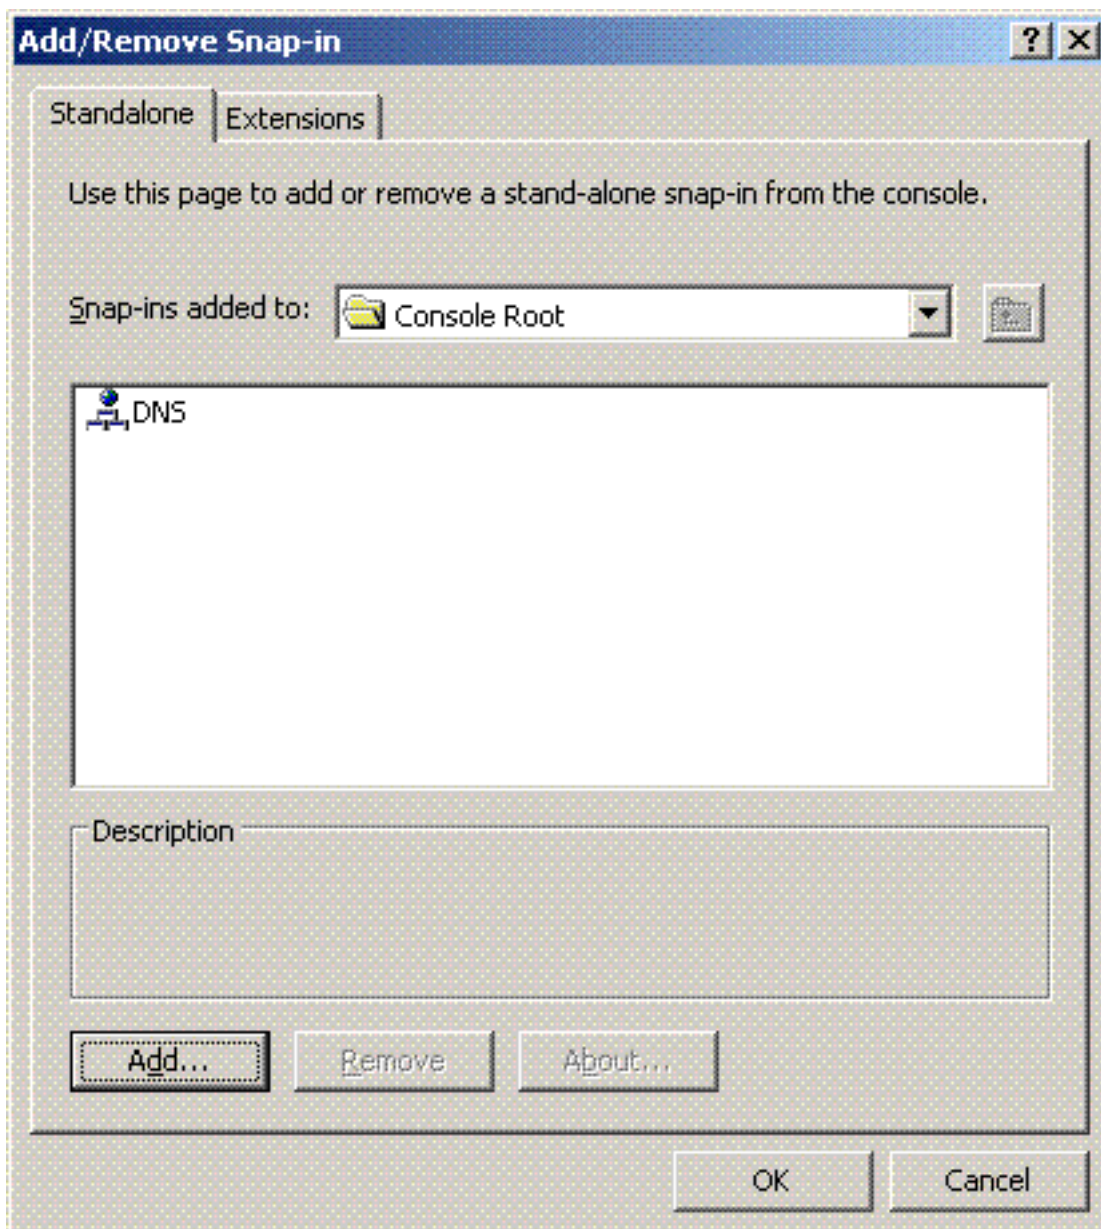 Add/Remove Snap-in
Standalone
Extensions
Use this page to add or remove a stand-alone snap-in from the console.
Snap-ins added to:
Console Root
DNS
Description
Add...
Remove
About...
OK
Cancel